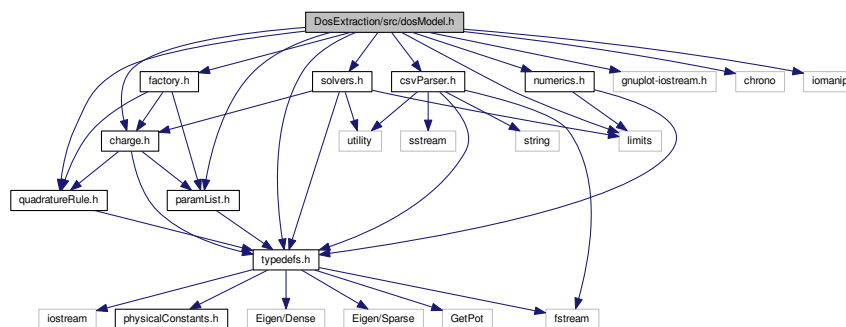 DosExtraction/src/dosModel.h
factory.h
solvers.h
csvParser.h
numerics.h
gnuplot-iostream.h
chrono
iomanip
charge.h
utility
sstream
string
limits
quadratureRule.h
paramList.h
typedefs.h
iostream
physicalConstants.h
Eigen/Dense
Eigen/Sparse
GetPot
fstream